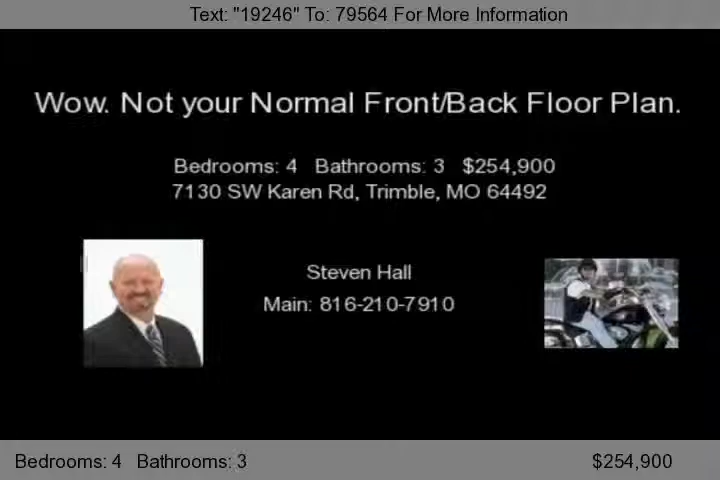 Text: "19246" To: 79564 For More Information
Wow. Not your Normal Front/Back Floor Plan.
Bedrooms: 4 Bathrooms: 3 $254,900
7130 SW Karen Rd, Trimble, MO 64492
Steven Hall
Main: 816-210-7910
Bedrooms: 4 Bathrooms: 3 $254,900